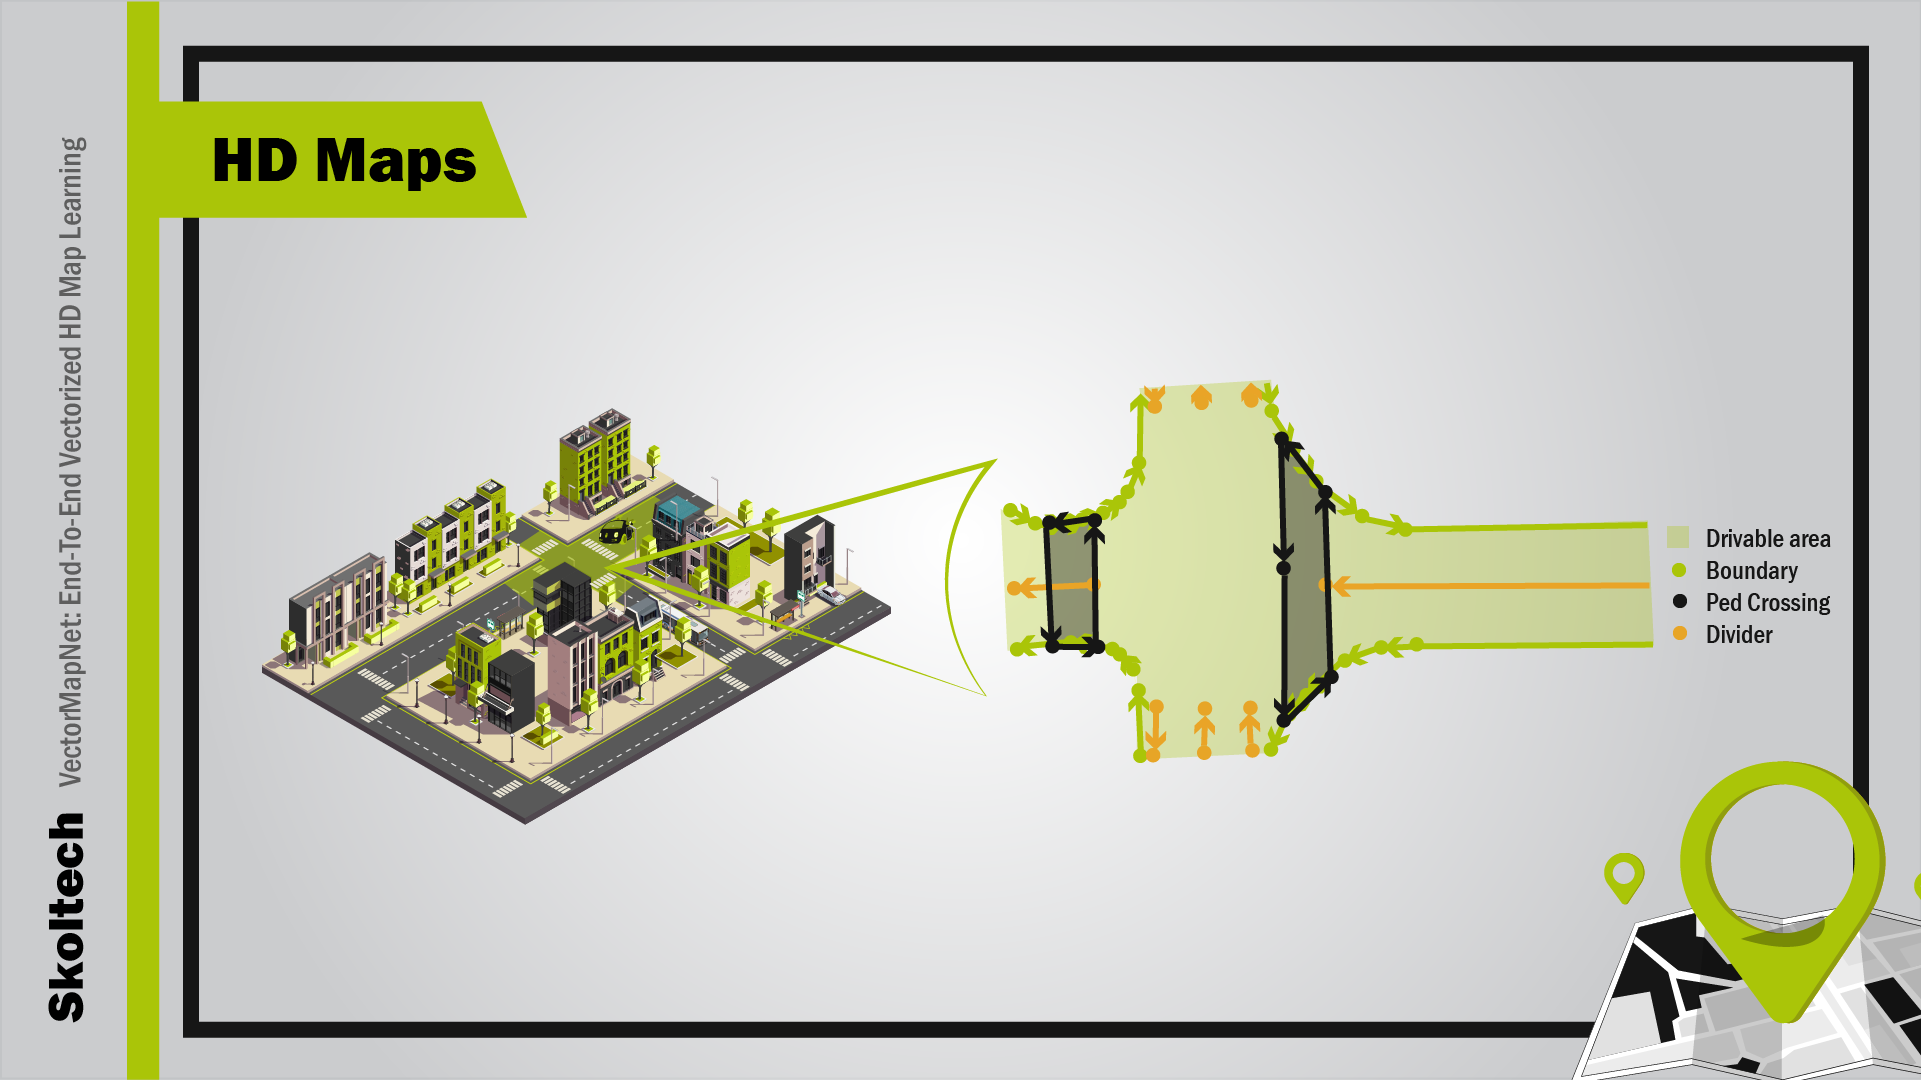 HD Maps
VectorMapNet: End-To-End Vectorized HD Map Learning
Skoltech
Drivable area
Boundary
Ped Crossing
Divider